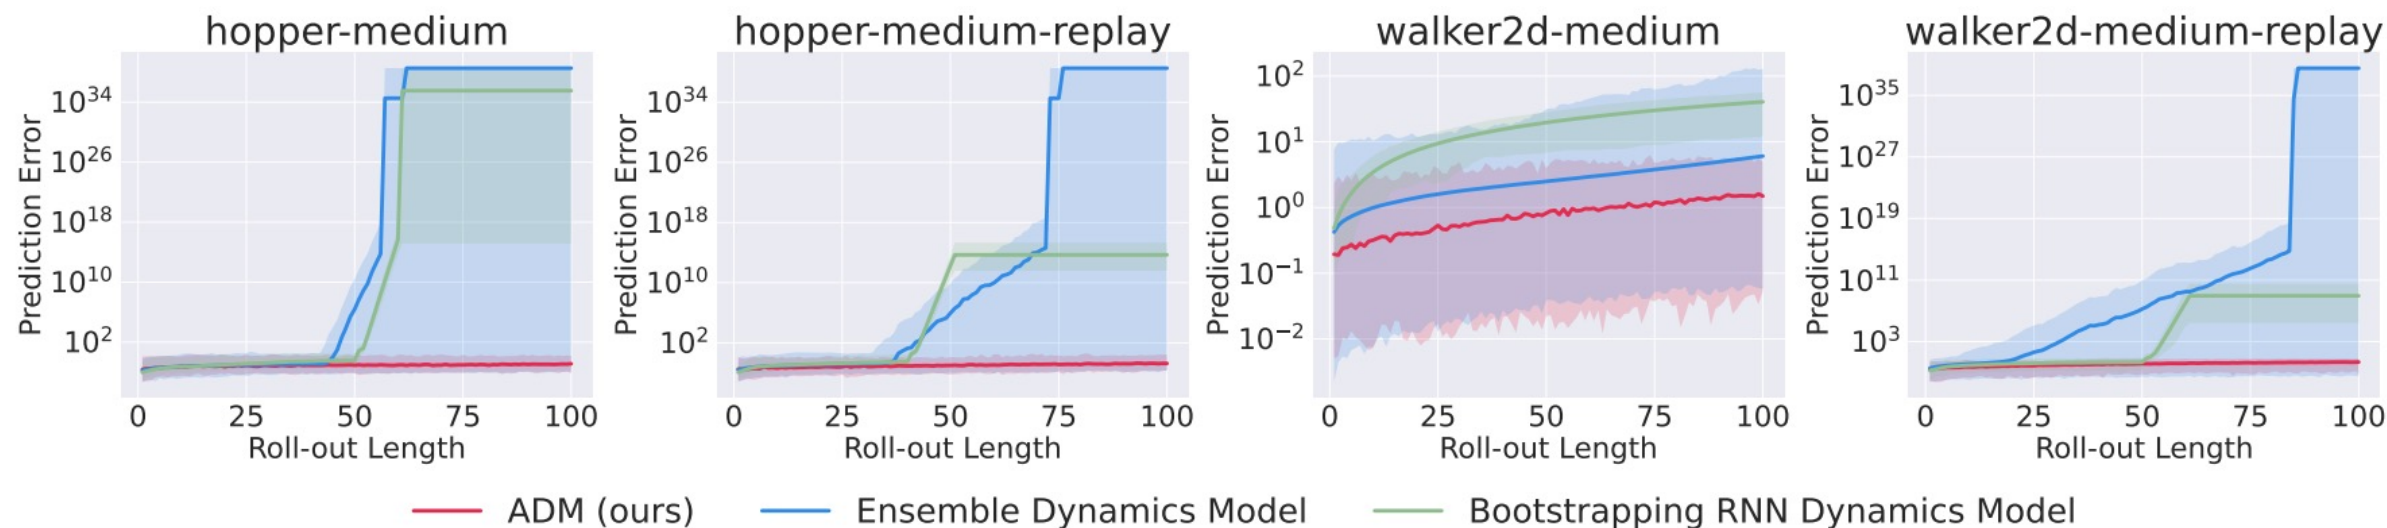 hopper-medium
Prediction Error
10^34
10^26
10^18
10^10
10^2
0 25 50 75 100
Roll-out Length
hopper-medium-replay
Prediction Error
10^34
10^26
10^18
10^10
10^2
0 25 50 75 100
Roll-out Length
walker2d-medium
Prediction Error
10^2
10^1
10^0
10^-1
10^-2
0 25 50 75 100
Roll-out Length
walker2d-medium-replay
Prediction Error
10^35
10^27
10^19
10^11
10^3
0 25 50 75 100
Roll-out Length
ADM (ours) Ensemble Dynamics Model Bootstrapping RNN Dynamics Model